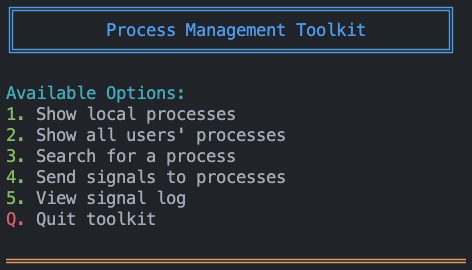 Process Management Toolkit
Available Options:
1. Show local processes
2. Show all users' processes
3. Search for a process
4. Send signals to processes
5. View signal log
Q. Quit toolkit